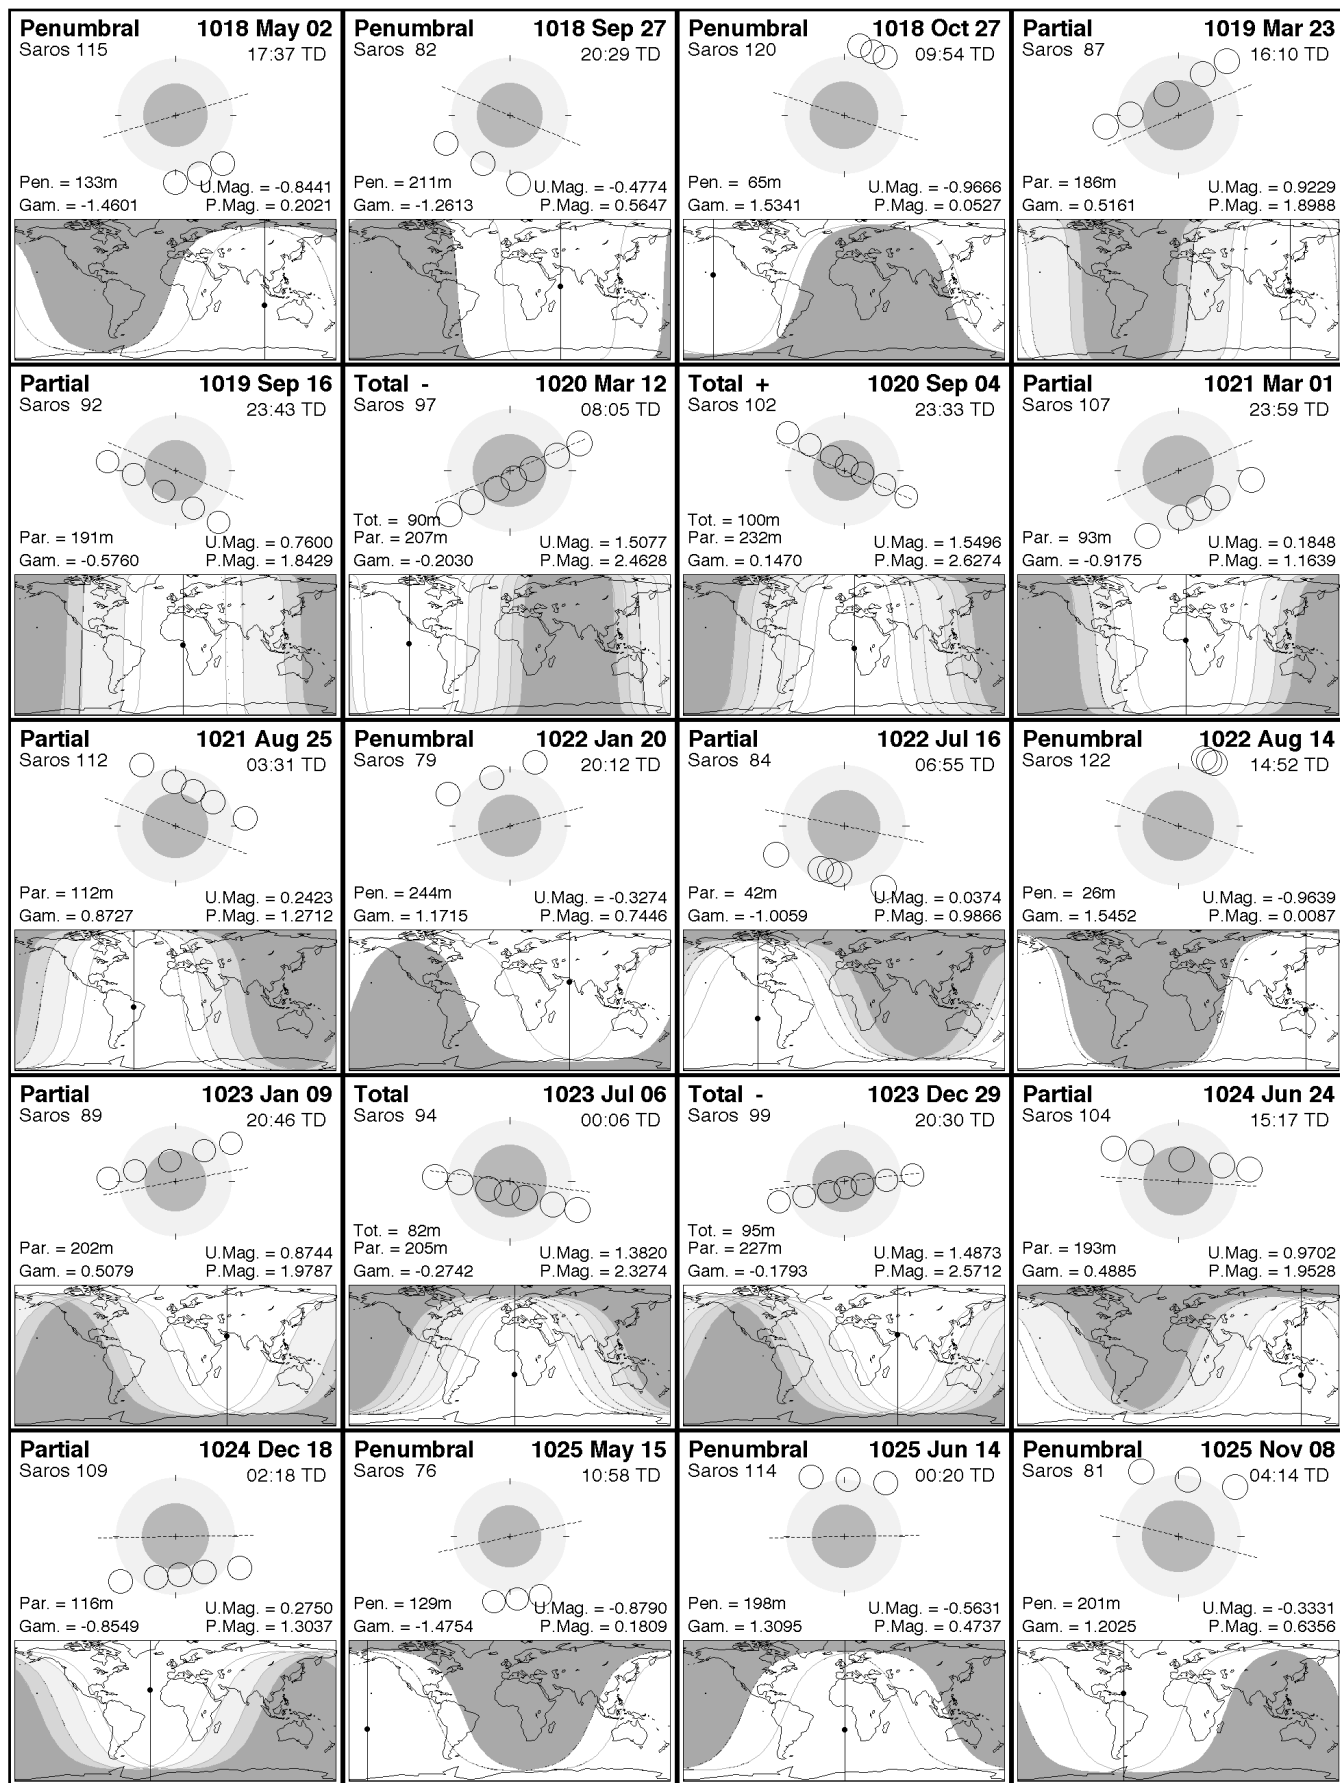 Penumbral 1018 May 02
Saros 115 17:37 TD
Pen. = 133m U.Mag. = -0.8441
Gam. = -1.4601 P.Mag. = 0.2021
Penumbral 1018 Sep 27
Saros 82 20:29 TD
Pen. = 211m U.Mag. = -0.4774
Gam. = -1.2613 P.Mag. = 0.5647
Penumbral 1018 Oct 27
Saros 120 09:54 TD
Pen. = 65m U.Mag. = -0.9666
Gam. = 1.5341 P.Mag. = 0.0527
Partial 1019 Mar 23
Saros 87 16:10 TD
Par. = 186m U.Mag. = 0.9229
Gam. = 0.5161 P.Mag. = 1.8988
Partial 1019 Sep 16
Saros 92 23:43 TD
Par. = 191m U.Mag. = 0.7600
Gam. = -0.5760 P.Mag. = 1.8429
Total - 1020 Mar 12
Saros 97 08:05 TD
Tot. = 90m
Par. = 207m U.Mag. = 1.5077
Gam. = -0.2030 P.Mag. = 2.4628
Total + 1020 Sep 04
Saros 102 23:33 TD
Tot. = 100m
Par. = 232m U.Mag. = 1.5496
Gam. = 0.1470 P.Mag. = 2.6274
Partial 1021 Mar 01
Saros 107 23:59 TD
Par. = 93m U.Mag. = 0.1848
Gam. = -0.9175 P.Mag. = 1.1639
Partial 1021 Aug 25
Saros 112 03:31 TD
Par. = 112m U.Mag. = 0.2423
Gam. = 0.8727 P.Mag. = 1.2712
Penumbral 1022 Jan 20
Saros 79 20:12 TD
Pen. = 244m U.Mag. = -0.3274
Gam. = 1.1715 P.Mag. = 0.7446
Partial 1022 Jul 16
Saros 84 06:55 TD
Par. = 42m U.Mag. = 0.0374
Gam. = -1.0059 P.Mag. = 0.9866
Penumbral 1022 Aug 14
Saros 122 14:52 TD
Pen. = 26m U.Mag. = -0.9639
Gam. = 1.5452 P.Mag. = 0.0087
Partial 1023 Jan 09
Saros 89 20:46 TD
Par. = 202m U.Mag. = 0.8744
Gam. = 0.5079 P.Mag. = 1.9787
Total 1023 Jul 06
Saros 94 00:06 TD
Tot. = 82m
Par. = 205m U.Mag. = 1.3820
Gam. = -0.2742 P.Mag. = 2.3274
Total - 1023 Dec 29
Saros 99 20:30 TD
Tot. = 95m
Par. = 227m U.Mag. = 1.4873
Gam. = -0.1793 P.Mag. = 2.5712
Partial 1024 Jun 24
Saros 104 15:17 TD
Par. = 193m U.Mag. = 0.9702
Gam. = 0.4885 P.Mag. = 1.9528
Partial 1024 Dec 18
Saros 109 02:18 TD
Par. = 116m U.Mag. = 0.2750
Gam. = -0.8549 P.Mag. = 1.3037
Penumbral 1025 May 15
Saros 76 10:58 TD
Pen. = 129m U.Mag. = -0.8790
Gam. = -1.4754 P.Mag. = 0.1809
Penumbral 1025 Jun 14
Saros 114 00:20 TD
Pen. = 198m U.Mag. = -0.5631
Gam. = 1.3095 P.Mag. = 0.4737
Penumbral 1025 Nov 08
Saros 81 04:14 TD
Pen. = 201m U.Mag. = -0.3331
Gam. = 1.2025 P.Mag. = 0.6356